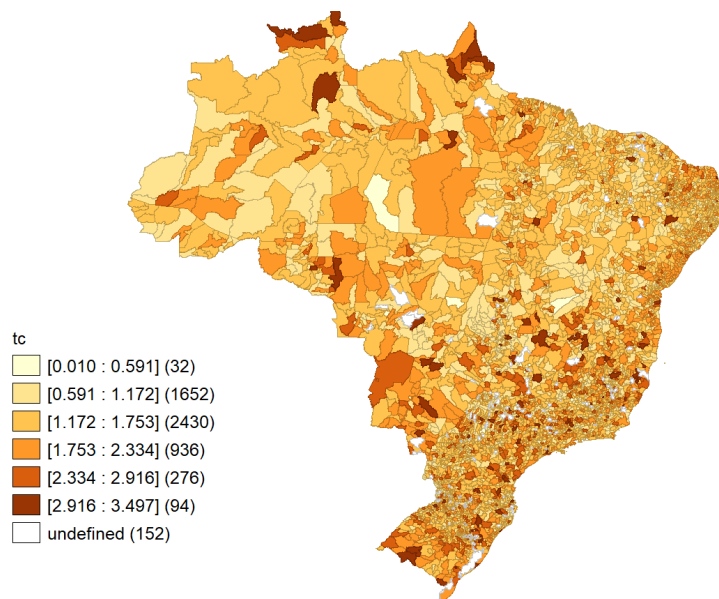 tc
[0.010 : 0.591] (32)
[0.591 : 1.172] (1652)
[1.172 : 1.753] (2430)
[1.753 : 2.334] (936)
[2.334 : 2.916] (276)
[2.916 : 3.497] (94)
undefined (152)